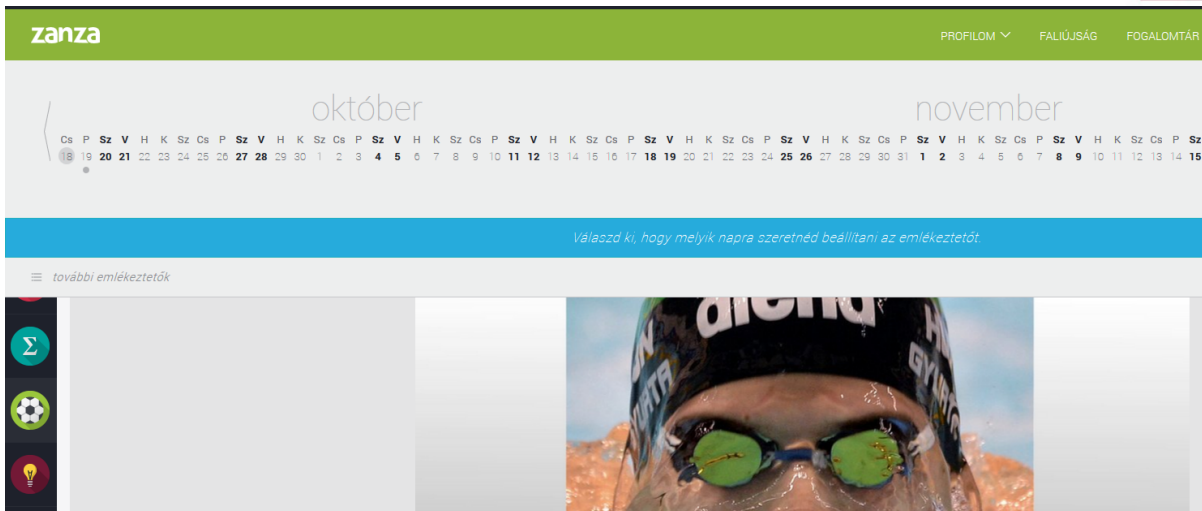 zanza
PROFILOM FALIÚJSÁG FOGALOMTÁR
október november
Cs P Sz V H K Sz Cs P Sz V H K Sz Cs P Sz V H K Sz Cs P Sz V H K Sz Cs P Sz V H K Sz Cs P Sz V H K Sz Cs P Sz V H K Sz Cs P Sz V H K Sz Cs P Sz
18 19 20 21 22 23 24 25 26 27 28 29 30 1 2 3 4 5 6 7 8 9 10 11 12 13 14 15 16 17 18 19 20 21 22 23 24 25 26 27 28 29 30 31 1 2 3 4 5 6 7 8 9 10 11 12 13 14 15
Válaszd ki, hogy melyik napra szeretnéd beállítani az emlékeztetőt.
további emlékeztetők
arena
Σ
GYURTA